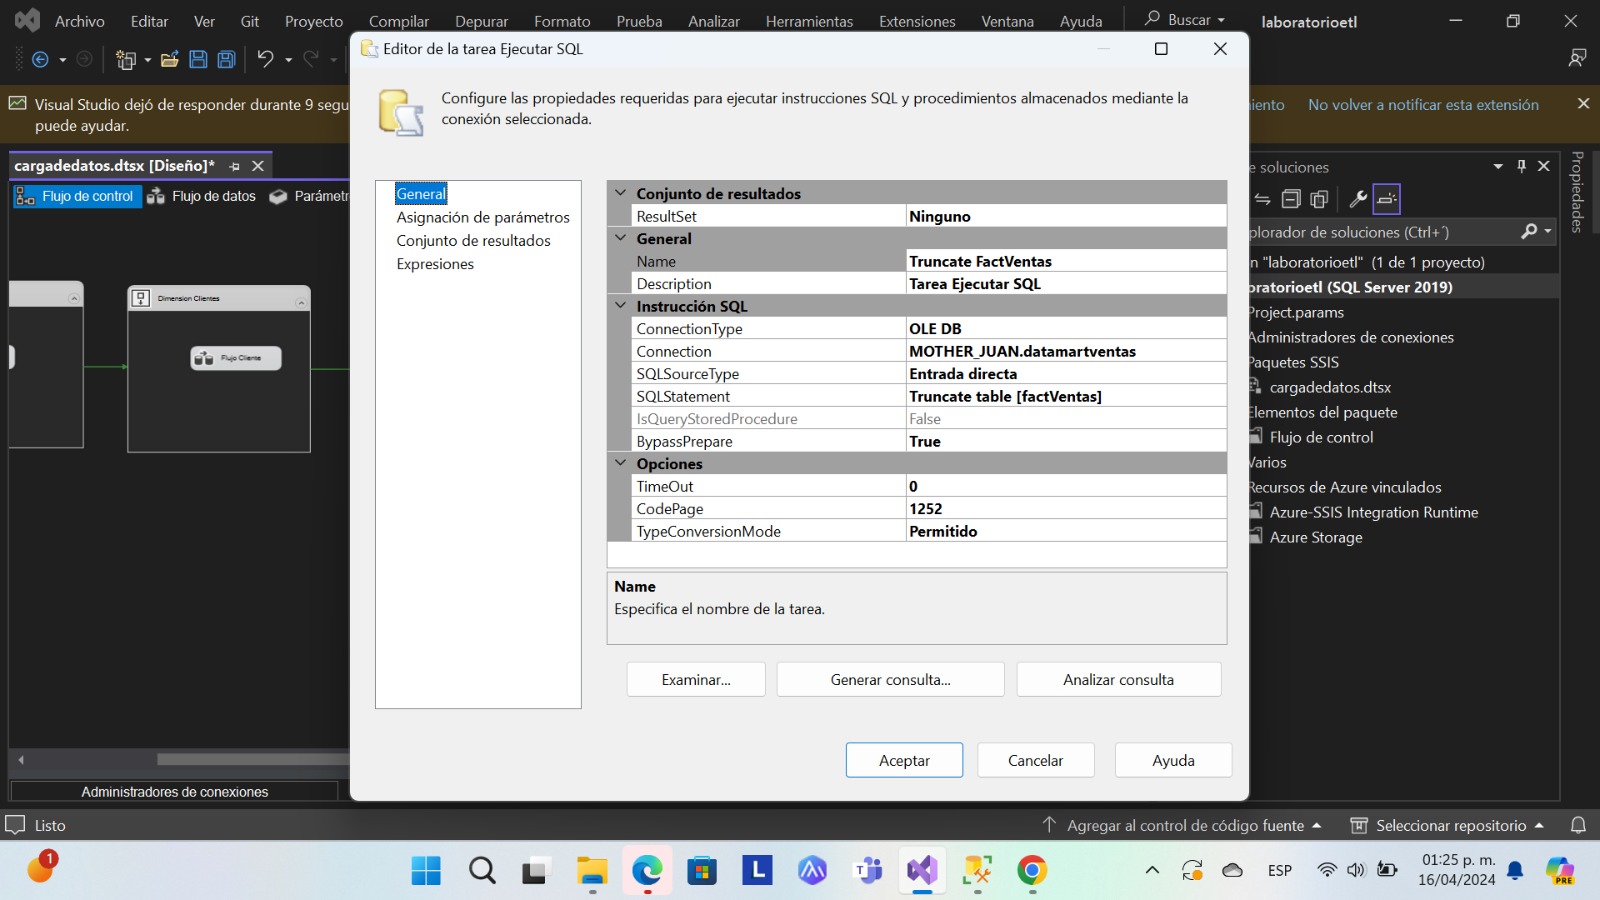 Archivo Editar Ver Git Proyecto Compilar Depurar Formato Prueba Analizar Herramientas Extensiones Ventana Ayuda Buscar laboratorioetl
Visual Studio dejó de responder durante 9 segu
puede ayudar.
iento No volver a notificar esta extensión
cargadedatos.dtsx [Diseño]*
Flujo de control Flujo de datos Parámetr
Dimension Clientes
Flujo Cliente
Administradores de conexiones
Editor de la tarea Ejecutar SQL
Configure las propiedades requeridas para ejecutar instrucciones SQL y procedimientos almacenados mediante la
conexión seleccionada.
General
Asignación de parámetros
Conjunto de resultados
Expresiones
Conjunto de resultados
ResultSet Ninguno
General
Name Truncate FactVentas
Description Tarea Ejecutar SQL
Instrucción SQL
ConnectionType OLE DB
Connection MOTHER_JUAN.datamartventas
SQLSourceType Entrada directa
SQLStatement Truncate table [factVentas]
IsQueryStoredProcedure False
BypassPrepare True
Opciones
TimeOut 0
CodePage 1252
TypeConversionMode Permitido
Name
Especifica el nombre de la tarea.
Examinar... Generar consulta... Analizar consulta
Aceptar Cancelar Ayuda
e soluciones
plorador de soluciones (Ctrl+´)
n "laboratorioetl" (1 de 1 proyecto)
oratorioetl (SQL Server 2019)
Project.params
Administradores de conexiones
Paquetes SSIS
cargadedatos.dtsx
Elementos del paquete
Flujo de control
Varios
Recursos de Azure vinculados
Azure-SSIS Integration Runtime
Azure Storage
Propiedades
Listo Agregar al control de código fuente Seleccionar repositorio
1
L
ESP
01:25 p. m.
16/04/2024
PRE